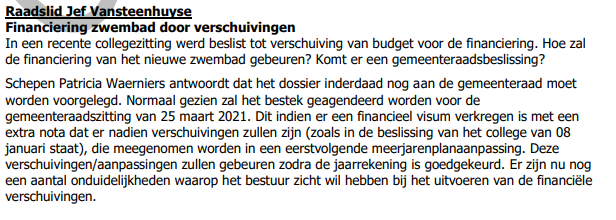 Raadslid Jef Vansteenhuyse
Financiering zwembad door verschuivingen
In een recente collegezitting werd beslist tot verschuiving van budget voor de financiering. Hoe zal
de financiering van het nieuwe zwembad gebeuren? Komt er een gemeenteraadsbeslissing?
Schepen Patricia Waerniers antwoordt dat het dossier inderdaad nog aan de gemeenteraad moet
worden voorgelegd. Normaal gezien zal het bestek geagendeerd worden voor de
gemeenteraadszitting van 25 maart 2021. Dit indien er een financieel visum verkregen is met een
extra nota dat er nadien verschuivingen zullen zijn (zoals in de beslissing van het college van 08
januari staat), die meegenomen worden in een eerstvolgende meerjarenplanaanpassing. Deze
verschuivingen/aanpassingen zullen gebeuren zodra de jaarrekening is goedgekeurd. Er zijn nu nog
een aantal onduidelijkheden waarop het bestuur zicht wil hebben bij het uitvoeren van de financiële
verschuivingen.